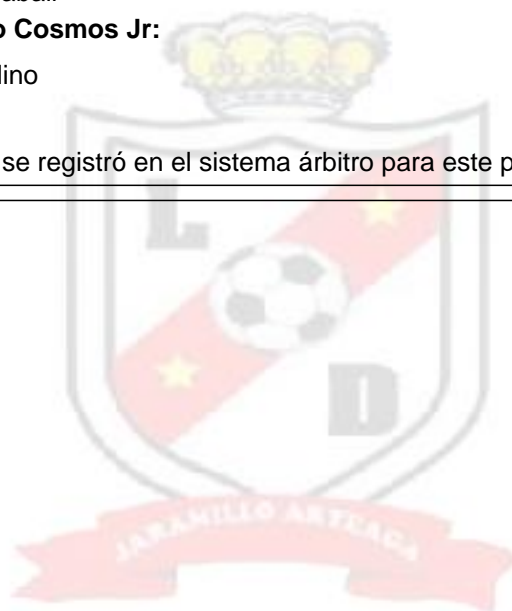 o Cosmos Jr:
lino
se registró en el sistema árbitro para este p
L
D
JARAMILLO ARTEAGA